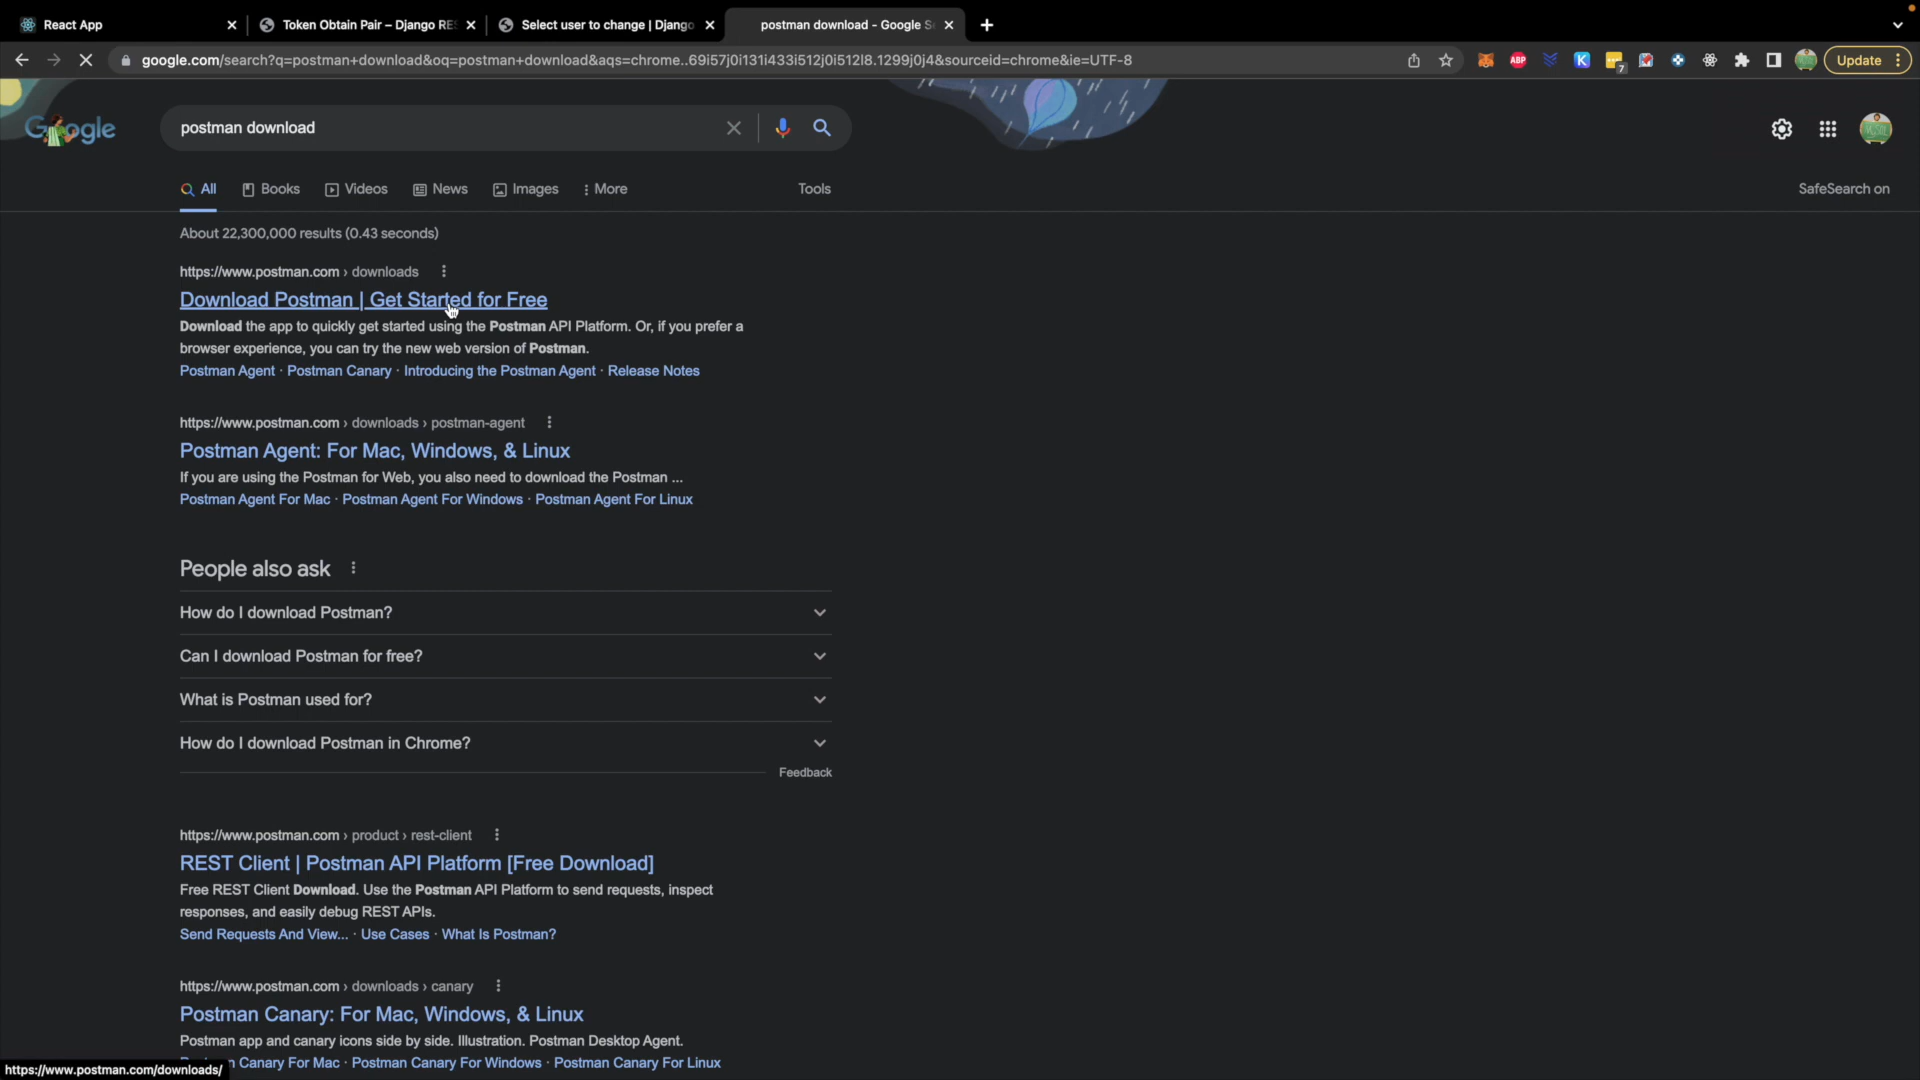 React App
Token Obtain Pair – Django RES
Select user to change | Django
postman download - Google S
google.com/search?q=postman+download&oq=postman+download&aqs=chrome..69i57j0i131i433i512j0i512l8.1299j0j4&sourceid=chrome&ie=UTF-8
ABP
K
7
Update
Google
postman download
All
Books
Videos
News
Images
More
Tools
SafeSearch on
About 22,300,000 results (0.43 seconds)
https://www.postman.com › downloads
Download Postman | Get Started for Free
Download the app to quickly get started using the Postman API Platform. Or, if you prefer a
browser experience, you can try the new web version of Postman.
Postman Agent · Postman Canary · Introducing the Postman Agent · Release Notes
https://www.postman.com › downloads › postman-agent
Postman Agent: For Mac, Windows, & Linux
If you are using the Postman for Web, you also need to download the Postman ...
Postman Agent For Mac · Postman Agent For Windows · Postman Agent For Linux
People also ask
How do I download Postman?
Can I download Postman for free?
What is Postman used for?
How do I download Postman in Chrome?
Feedback
https://www.postman.com › product › rest-client
REST Client | Postman API Platform [Free Download]
Free REST Client Download. Use the Postman API Platform to send requests, inspect
responses, and easily debug REST APIs.
Send Requests And View... · Use Cases · What Is Postman?
https://www.postman.com › downloads › canary
Postman Canary: For Mac, Windows, & Linux
Postman app and canary icons side by side. Illustration. Postman Desktop Agent.
Canary For Mac · Postman Canary For Windows · Postman Canary For Linux
https://www.postman.com/downloads/